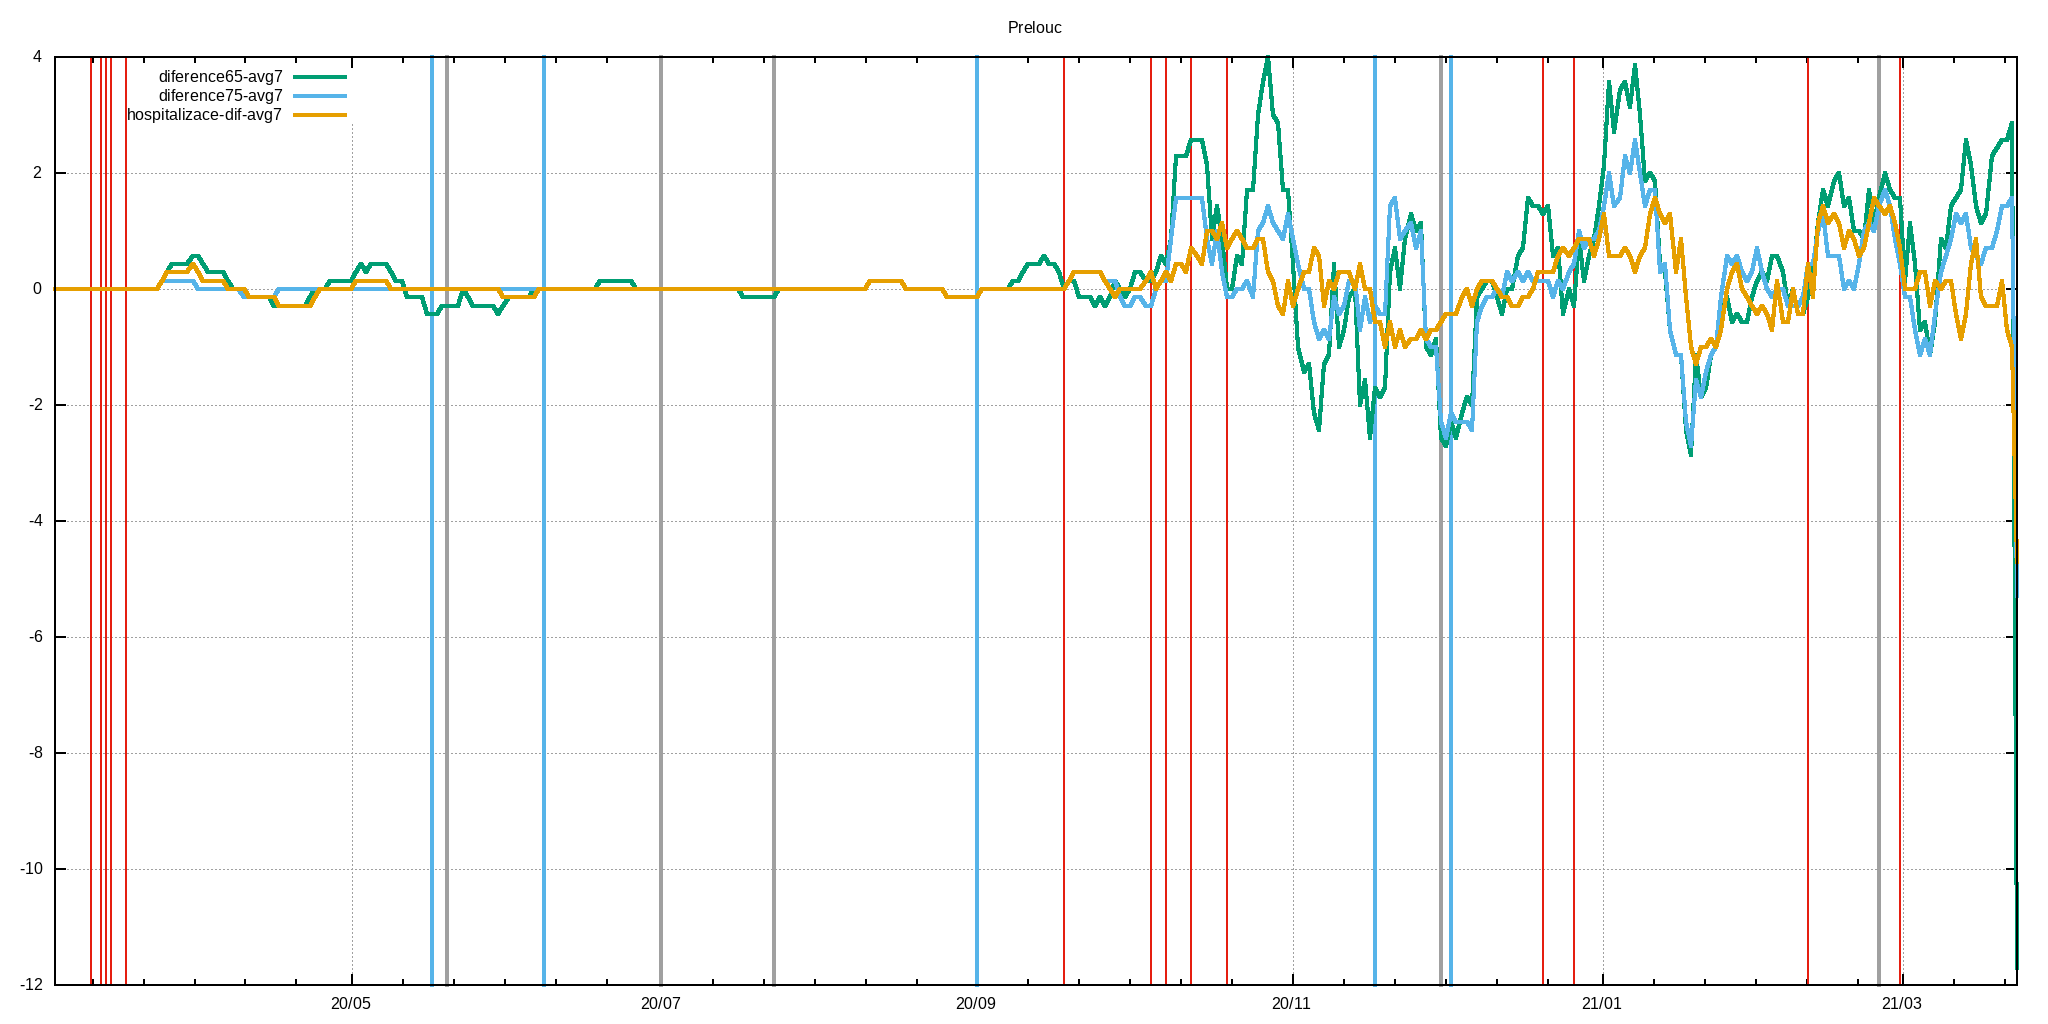 Prelouc
diference65-avg7
diference75-avg7
hospitalizace-dif-avg7
4
2
0
-2
-4
-6
-8
-10
-12
20/05 20/07 20/09 20/11 21/01 21/03